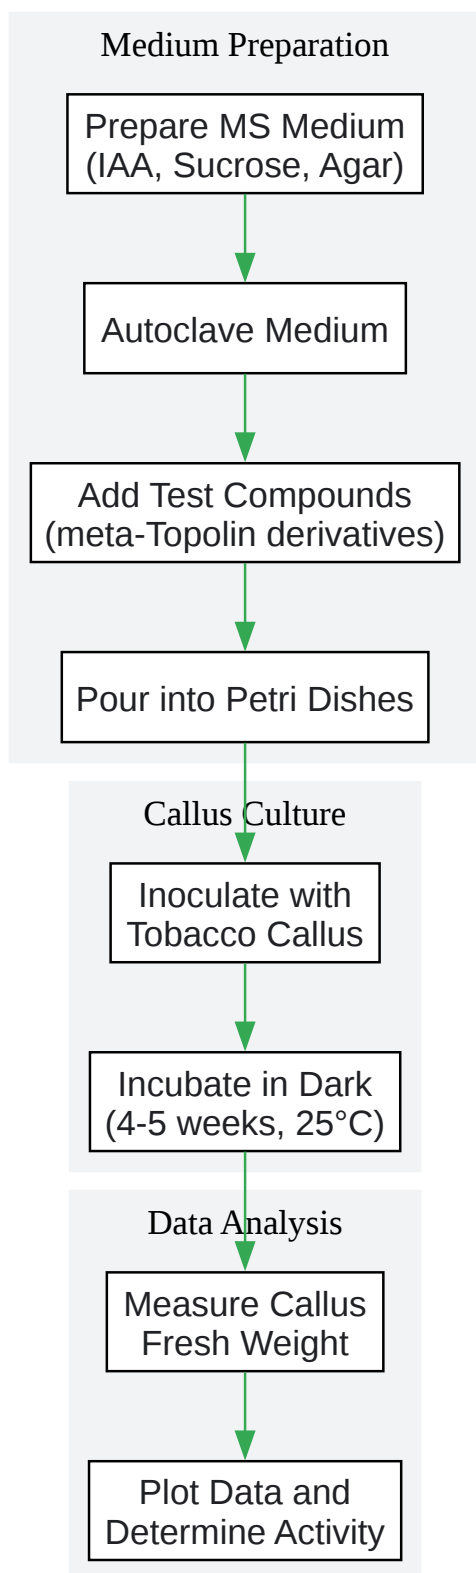 Medium Preparation
Prepare MS Medium
(IAA, Sucrose, Agar)
Autoclave Medium
Add Test Compounds
(meta-Topolin derivatives)
Pour into Petri Dishes
Callus Culture
Inoculate with
Tobacco Callus
Incubate in Dark
(4-5 weeks, 25°C)
Data Analysis
Measure Callus
Fresh Weight
Plot Data and
Determine Activity